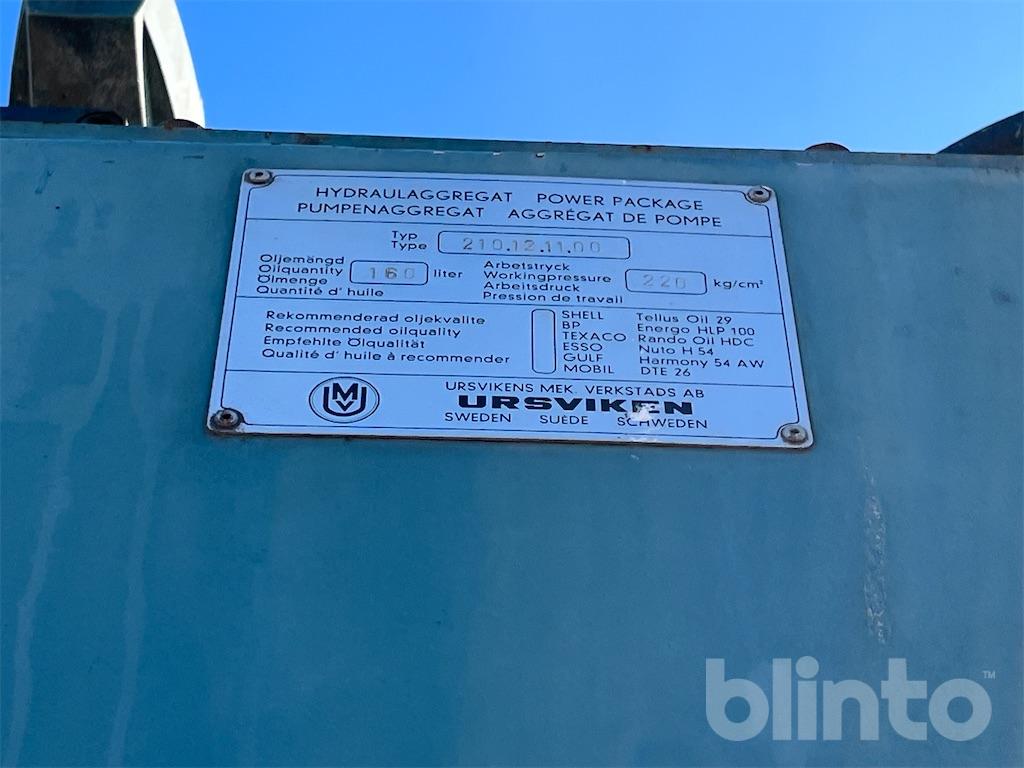 HYDRAULAGGREGAT POWER PACKAGE
PUMPENAGGREGAT AGGRÉGAT DE POMPE
Typ
Type 210.12.11.00
Oljemängd
Oilquantity
Ölmenge
Quantité d' huile
160 liter
Arbetstryck
Workingpressure
Arbeitsdruck
Pression de travail
220 kg/cm²
Rekommenderad oljekvalite
Recommended oilquality
Empfehlte Ölqualität
Qualité d' huile à recommender
SHELL Tellus Oil 29
BP Energo HLP 100
TEXACO Rando Oil HDC
ESSO Nuto H 54
GULF Harmony 54 AW
MOBIL DTE 26
UMV
URSVIKENS MEK. VERKSTADS AB
URSVIKEN
SWEDEN SUÈDE SCHWEDEN
blinto™